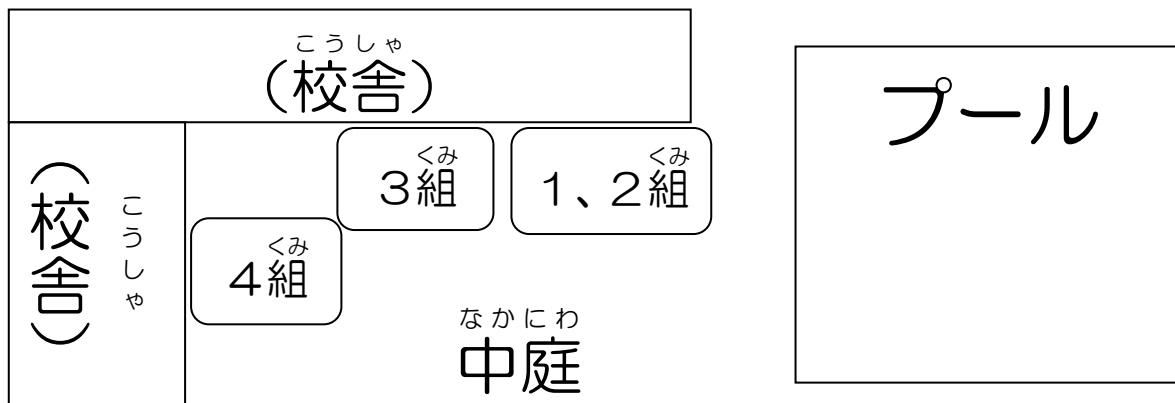 こうしゃ
(校舎)
プール
くみ
3組
くみ
1、2組
(校舎)
こうしゃ
くみ
4組
なかにわ
中庭